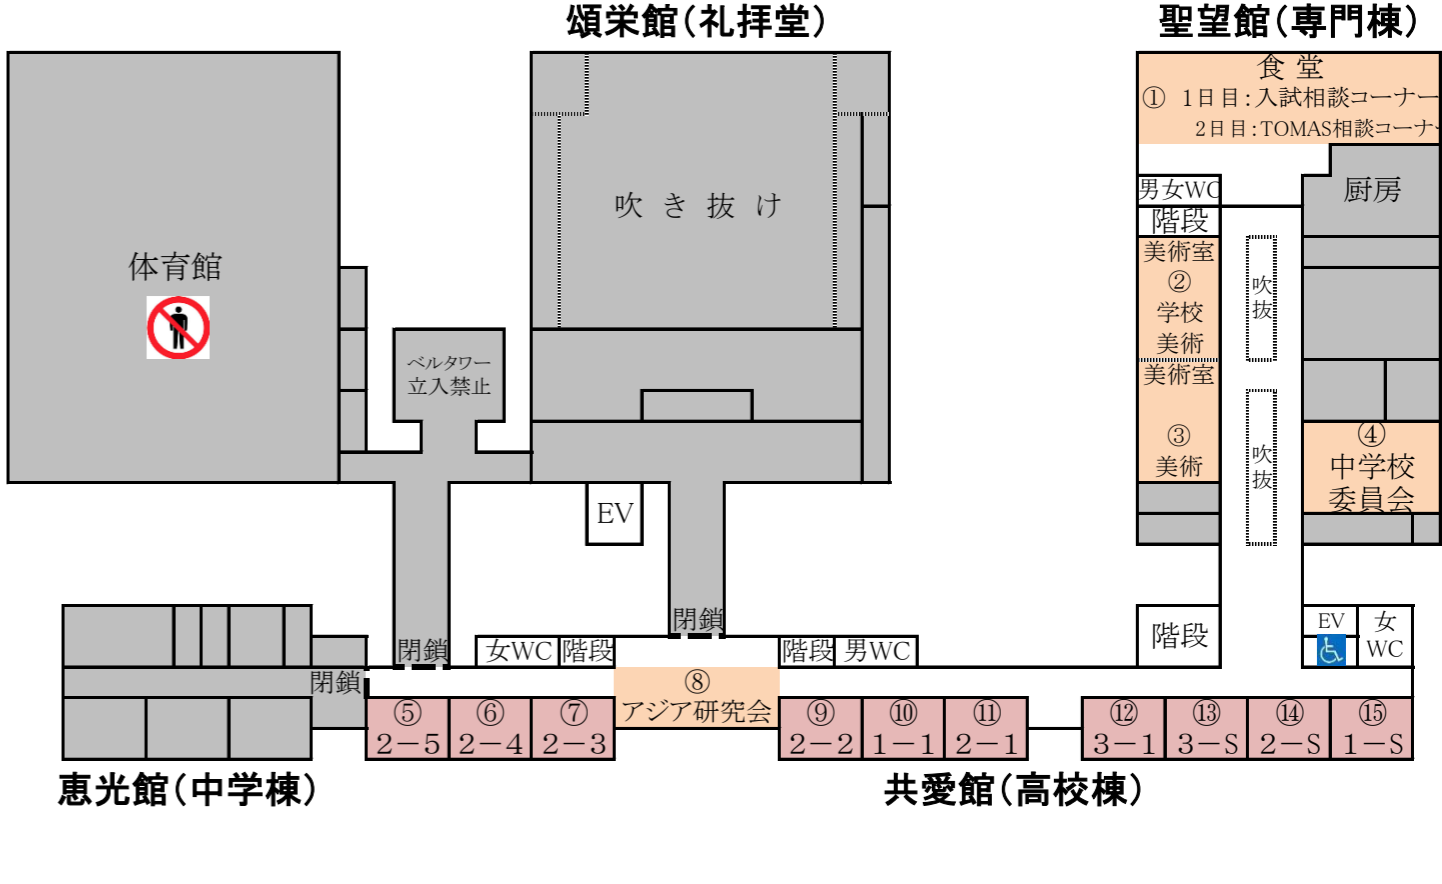 頌栄館（礼拝堂）
聖望館（専門棟）
食 堂
① 1日目：入試相談コーナー
2日目：TOMAS相談コーナー
男女WC
階段
厨房
美術室
②
学校
美術
美術室
③
美術
吹
抜
吹
抜
④
中学校
委員会
体育館
吹 き 抜 け
ベルタワー
立入禁止
EV
閉鎖
閉鎖
閉鎖
女WC
階段
階段
男WC
階段
EV
女
WC
⑧
アジア研究会
⑤
２－５
⑥
２－４
⑦
２－３
⑨
２－２
⑩
１－１
⑪
２－１
⑫
３－１
⑬
３－S
⑭
２－S
⑮
１－S
恵光館（中学棟）
共愛館（高校棟）